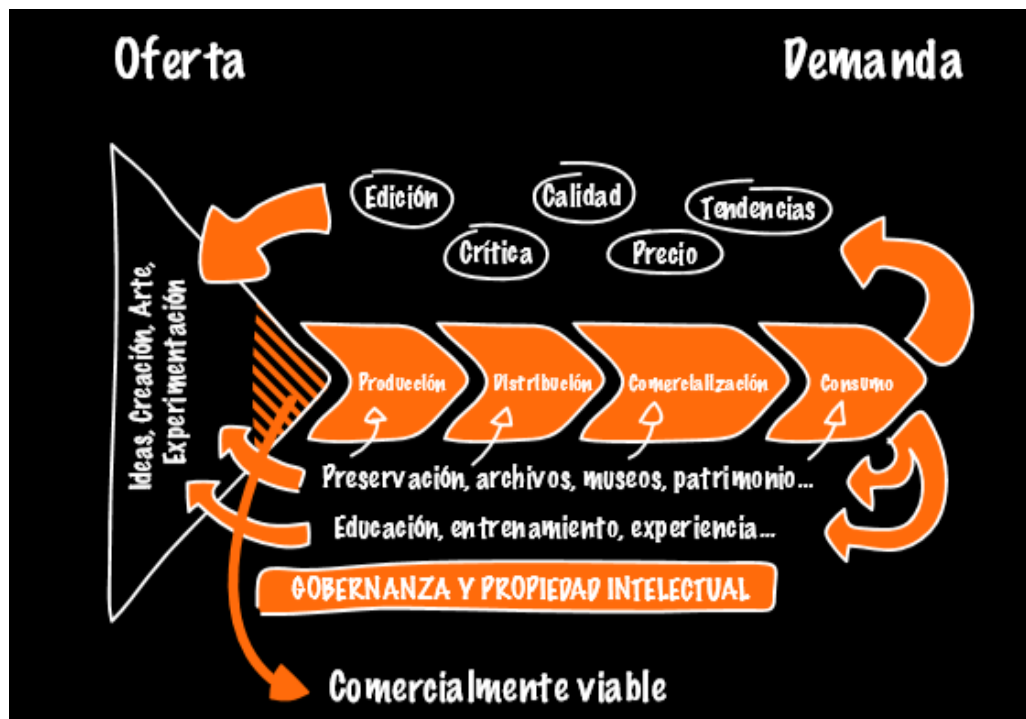 Oferta
Demanda
Edición
Calidad
Tendencias
Crítica
Precio
Ideas, Creación, Arte,
Experimentación
Producción
Distribución
Comercialización
Consumo
Preservación, archivos, museos, patrimonio...
Educación, entrenamiento, experiencia...
GOBERNANZA Y PROPIEDAD INTELECTUAL
Comercialmente viable